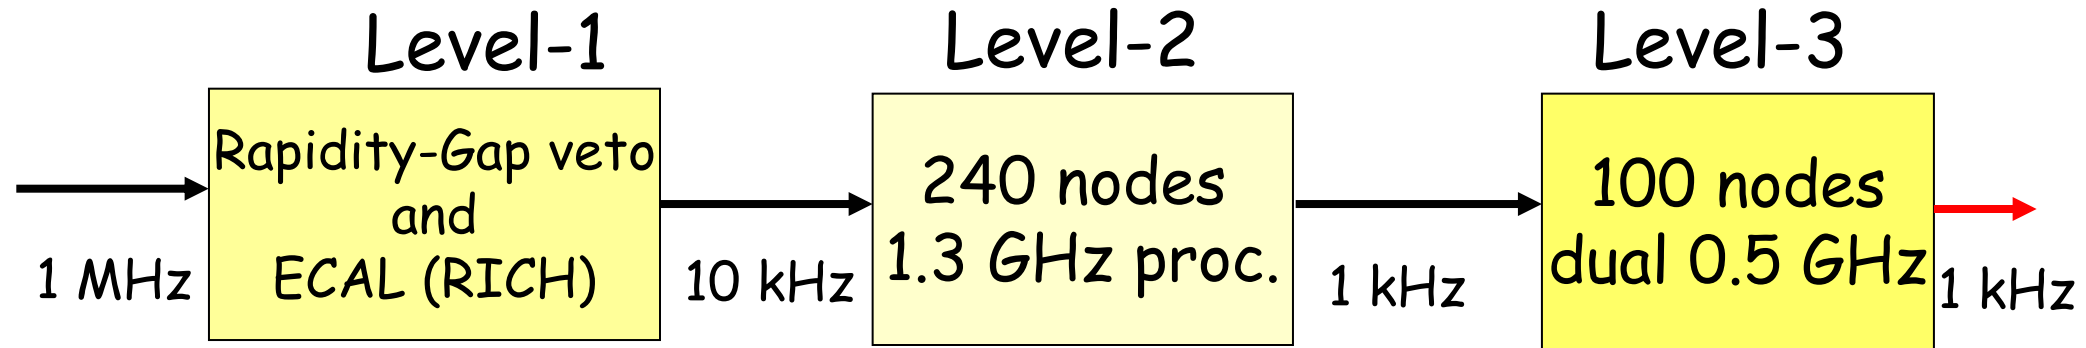 Level-1
Level-2
Level-3
Rapidity-Gap veto
and
ECAL (RICH)
240 nodes
1.3 GHz proc.
100 nodes
dual 0.5 GHz
1 MHz
10 kHz
1 kHz
1 kHz